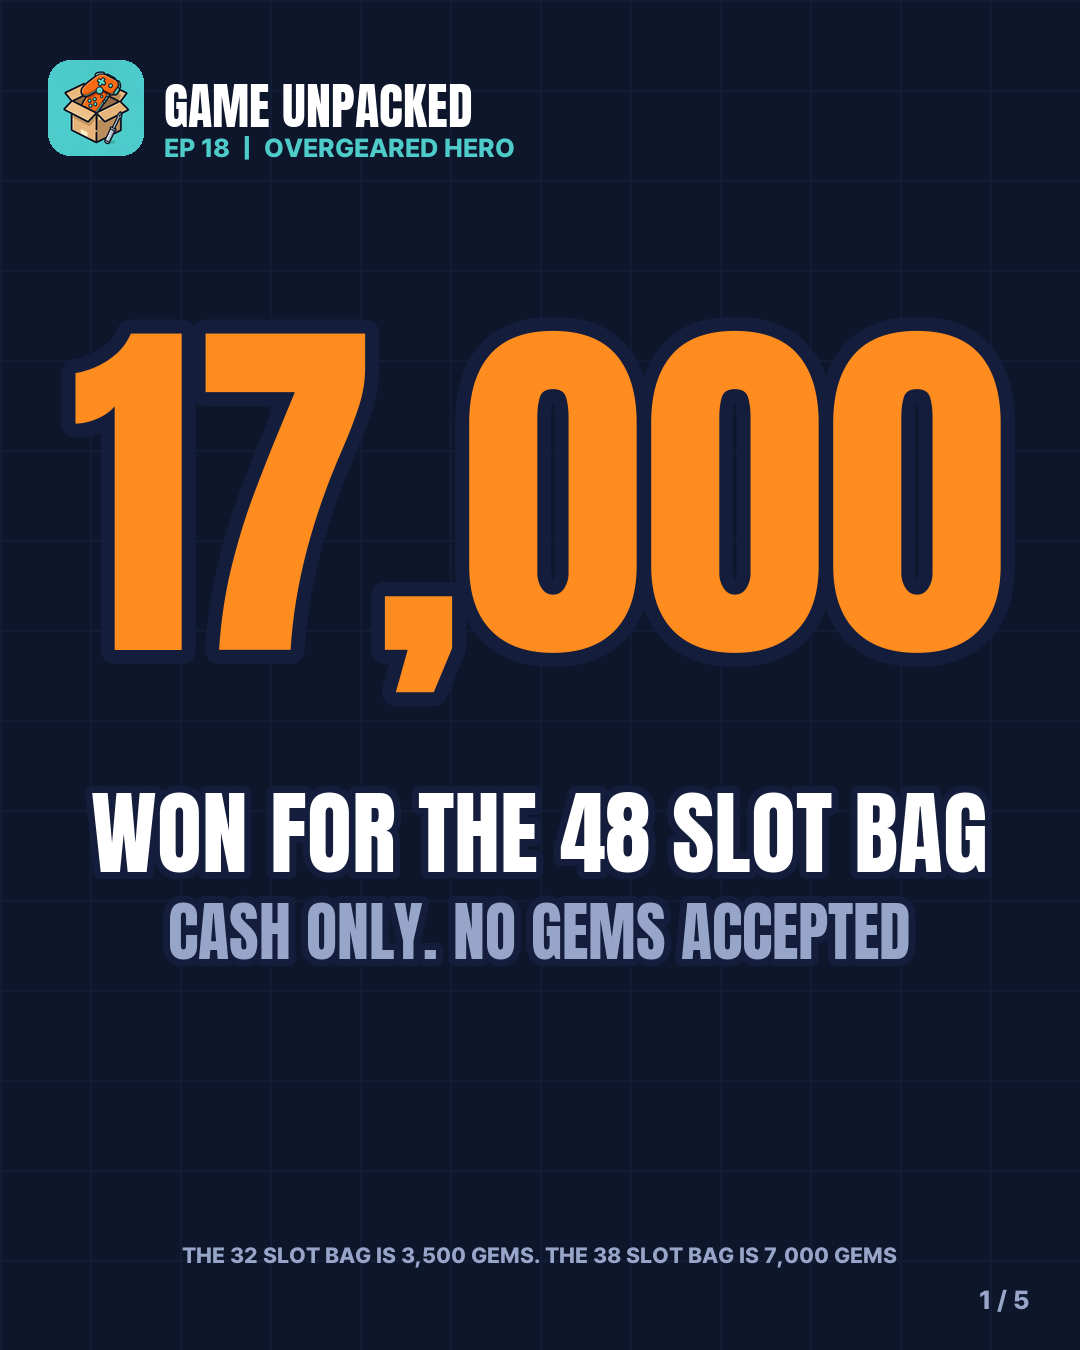 GAME UNPACKED
EP 18 | OVERGEARED HERO
17,000
WON FOR THE 48 SLOT BAG
CASH ONLY. NO GEMS ACCEPTED
THE 32 SLOT BAG IS 3,500 GEMS. THE 38 SLOT BAG IS 7,000 GEMS
1 / 5